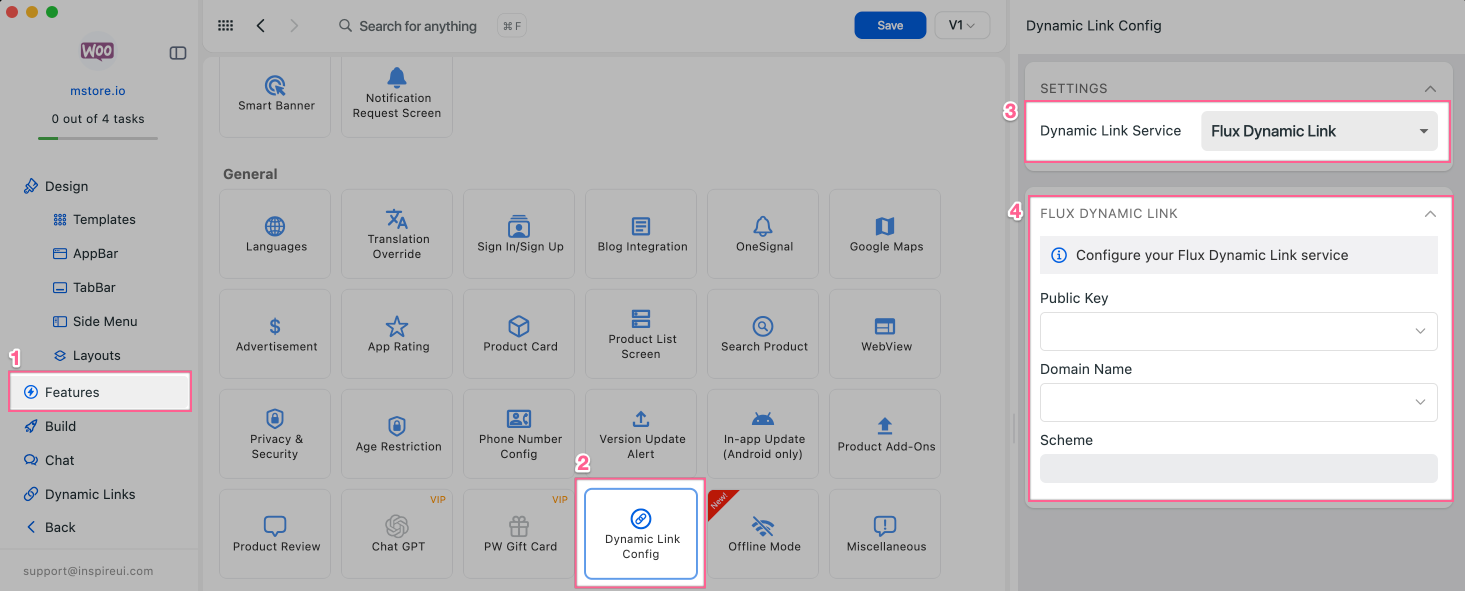 WOO
mstore.io
0 out of 4 tasks
Design
Templates
AppBar
TabBar
Side Menu
Layouts
1
Features
Build
Chat
Dynamic Links
Back
support@inspireui.com
Search for anything
⌘ F
Save
V1
Smart Banner
Notification
Request Screen
General
Languages
Translation
Override
Sign In/Sign Up
Blog Integration
OneSignal
Google Maps
Advertisement
App Rating
Product Card
Product List
Screen
Search Product
WebView
Privacy &
Security
Age Restriction
Phone Number
Config
Version Update
Alert
In-app Update
(Android only)
Product Add-Ons
Product Review
VIP
Chat GPT
VIP
PW Gift Card
2
Dynamic Link
Config
New!
Offline Mode
Miscellaneous
Dynamic Link Config
SETTINGS
3
Dynamic Link Service
Flux Dynamic Link
4
FLUX DYNAMIC LINK
Configure your Flux Dynamic Link service
Public Key
Domain Name
Scheme